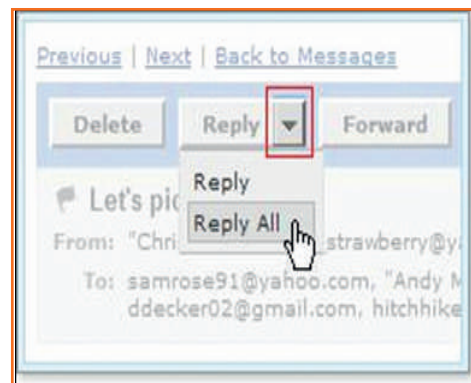 Previous | Next | Back to Messages
Delete Reply Forward
Reply
Reply All
Let's pic
From: "Chri strawberry@ya
To: samrose91@yahoo.com, "Andy M
ddecker02@gmail.com, hitchhike